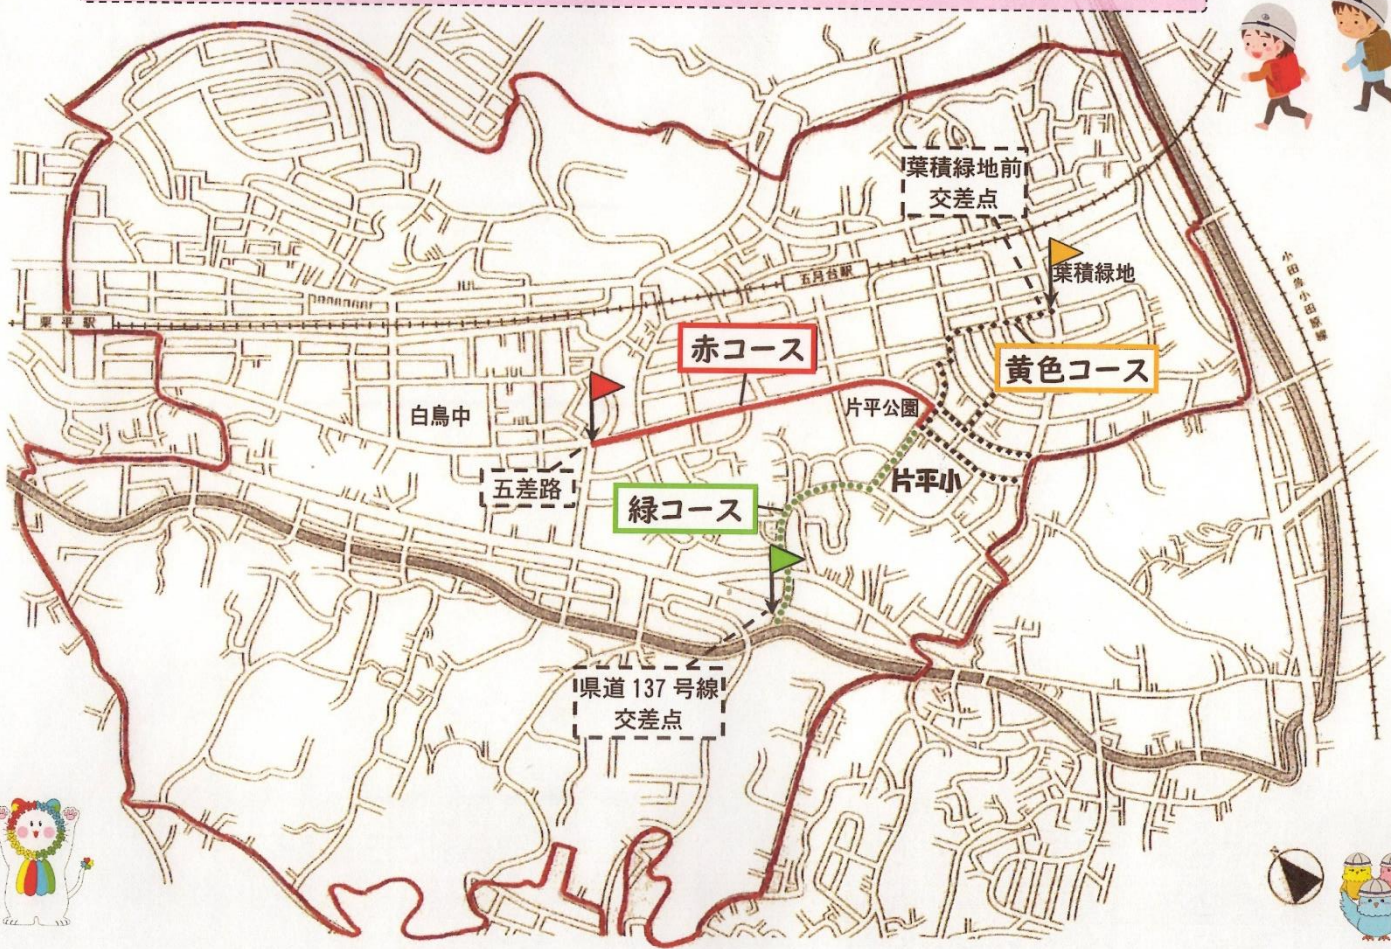 葉積緑地前
交差点
葉積緑地
五月台駅
栗平駅
小田急小田原線
赤コース
黄色コース
白鳥中
片平公園
五差路
片平小
緑コース
県道137号線
交差点